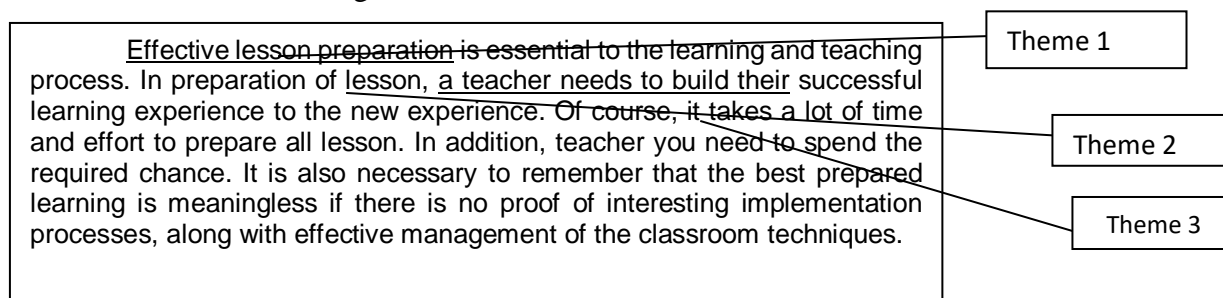 Effective lesson preparation is essential to the learning and teaching
process. In preparation of lesson, a teacher needs to build their successful
learning experience to the new experience. Of course, it takes a lot of time
and effort to prepare all lesson. In addition, teacher you need to spend the
required chance. It is also necessary to remember that the best prepared
learning is meaningless if there is no proof of interesting implementation
processes, along with effective management of the classroom techniques.
Theme 1
Theme 2
Theme 3